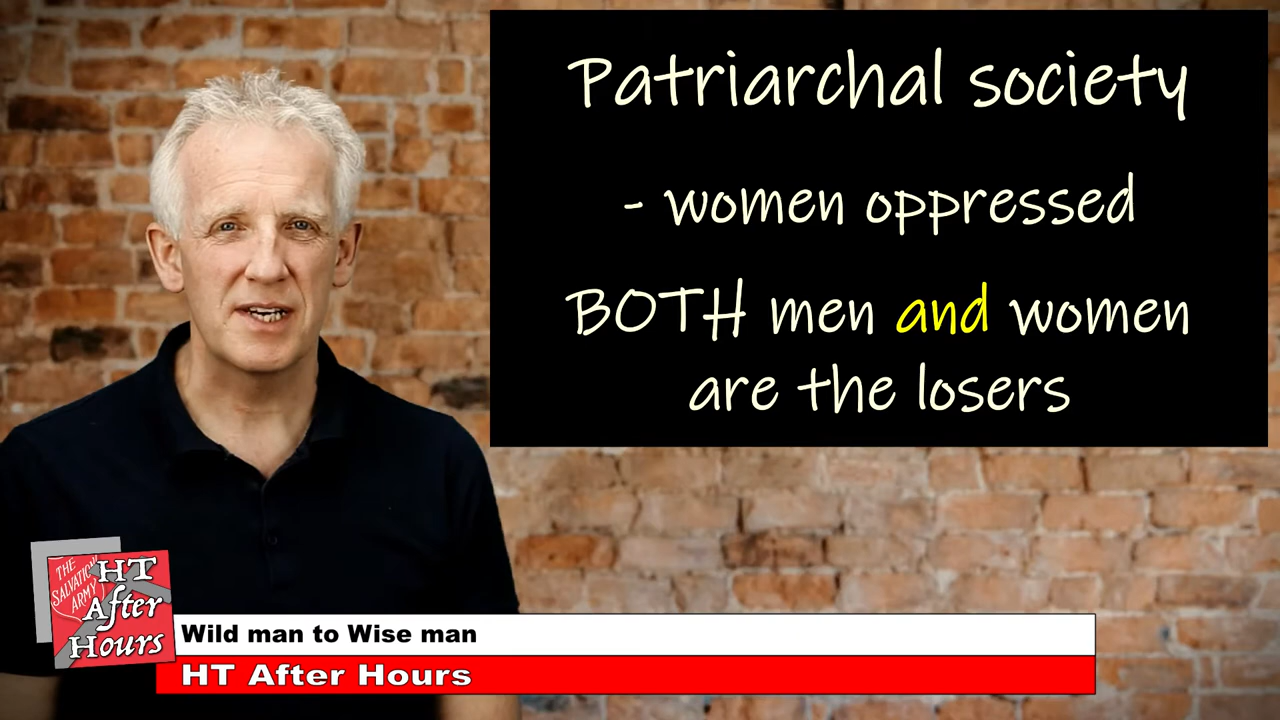 Patriarchal society
- women oppressed
BOTH men and women
are the losers
THE
SALVATION
ARMY
HT
After
Hours
Wild man to Wise man
HT After Hours